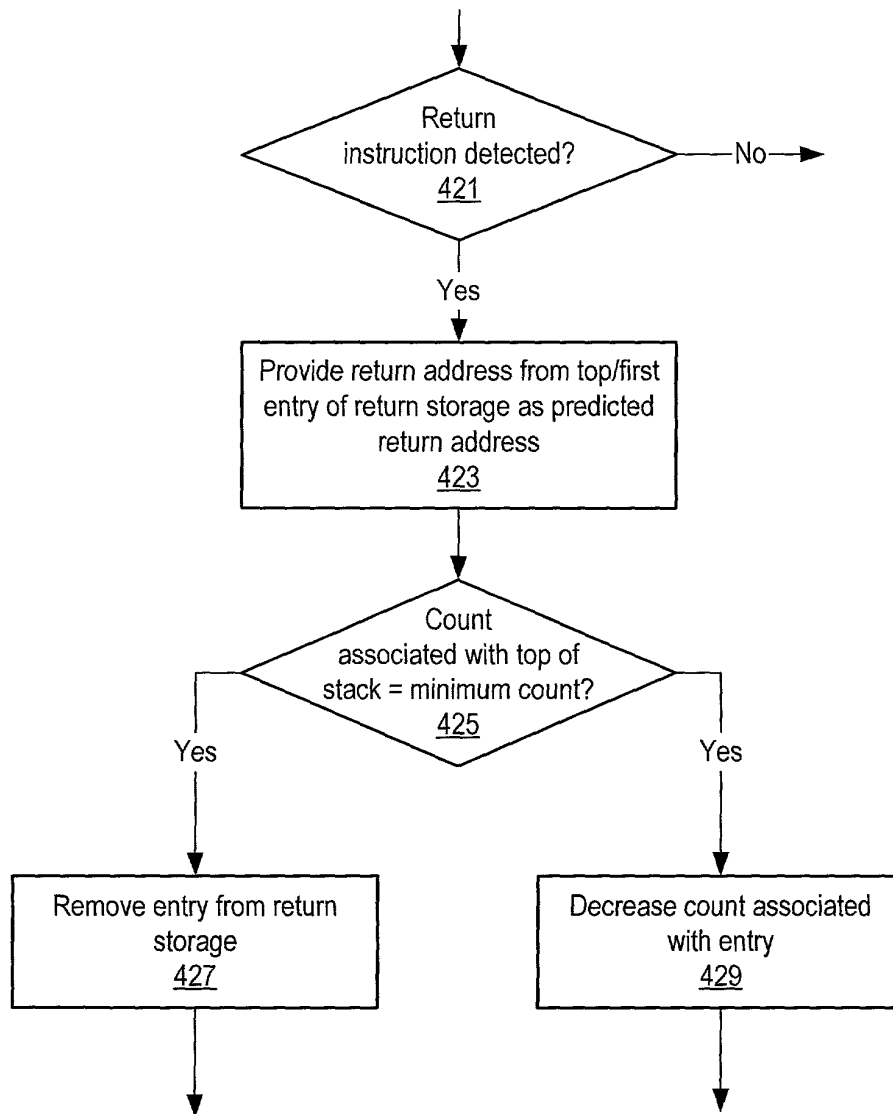 Return
instruction detected?
421
No
Yes
Provide return address from top/first
entry of return storage as predicted
return address
423
Count
associated with top of
stack = minimum count?
425
Yes
Yes
Remove entry from return
storage
427
Decrease count associated
with entry
429